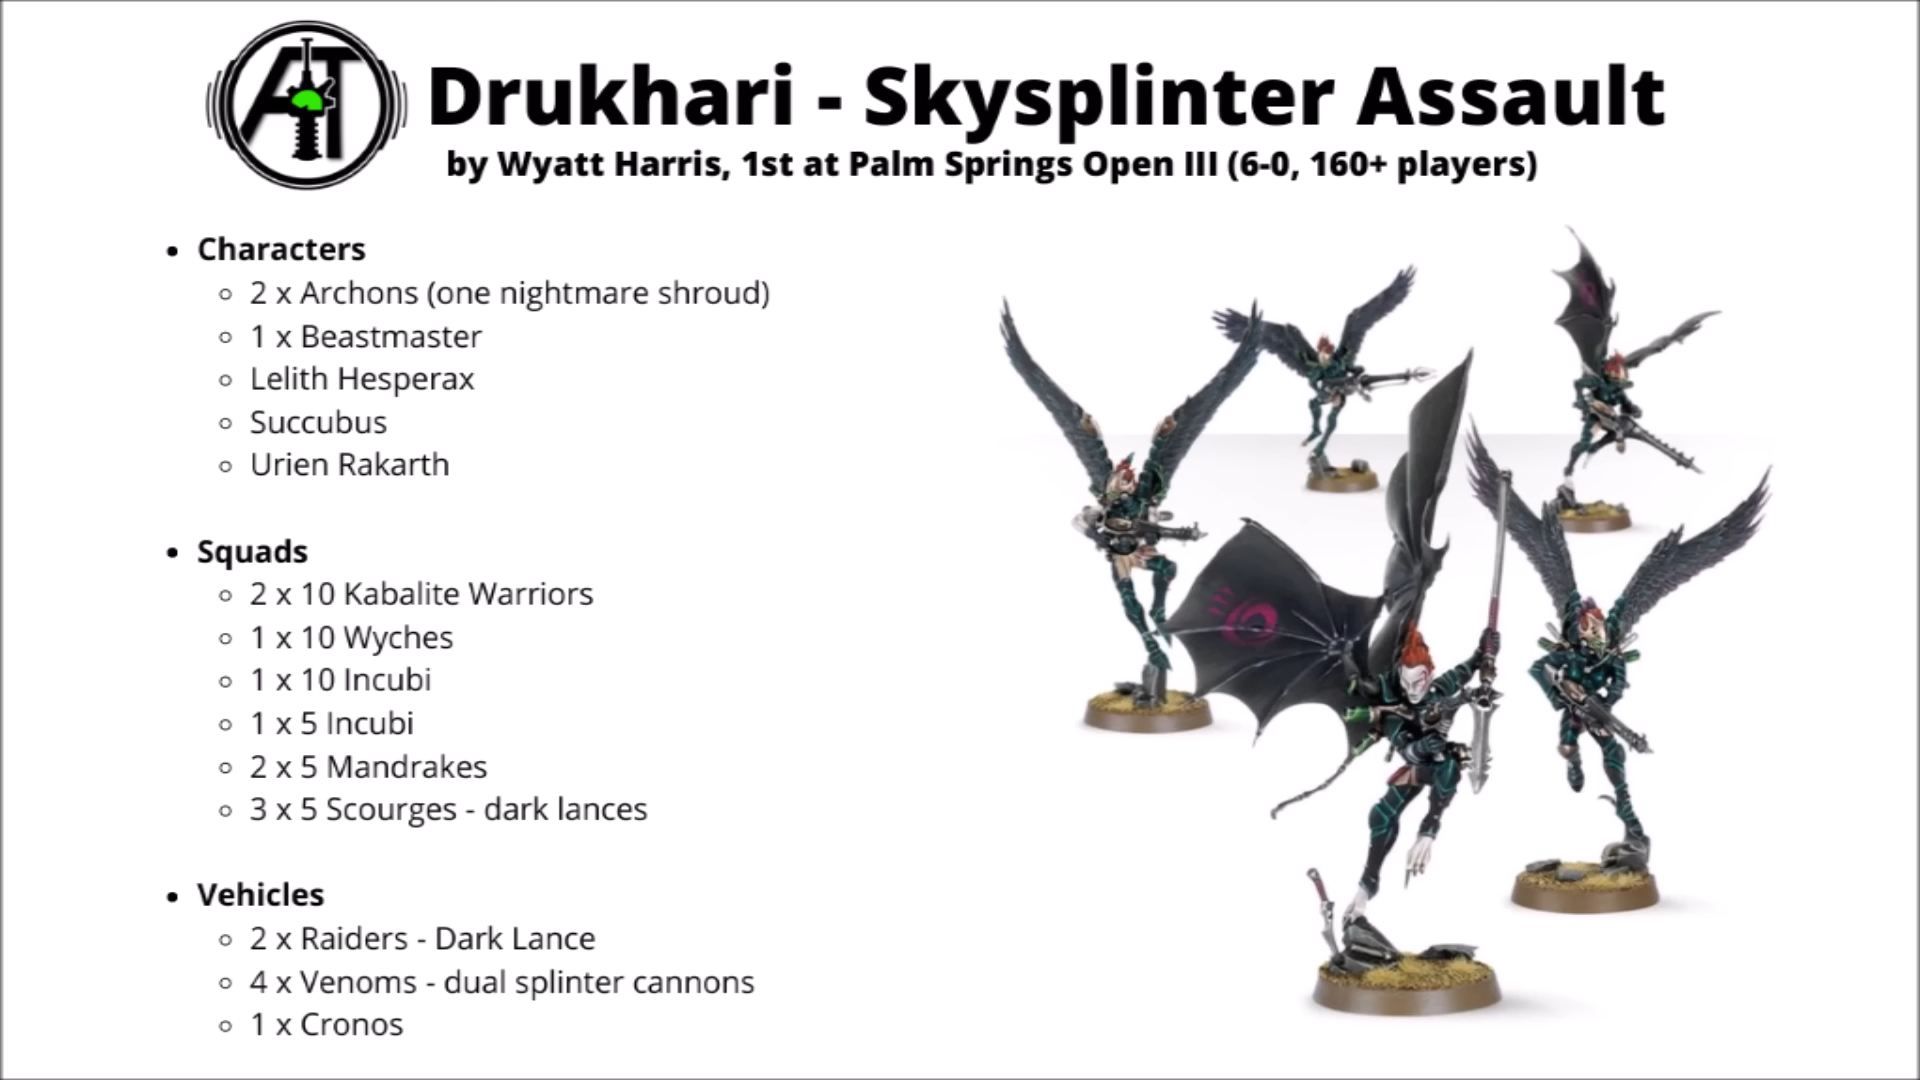 AT
Drukhari - Skysplinter Assault
by Wyatt Harris, 1st at Palm Springs Open III (6-0, 160+ players)
• Characters
○ 2 x Archons (one nightmare shroud)
○ 1 x Beastmaster
○ Lelith Hesperax
○ Succubus
○ Urien Rakarth
• Squads
○ 2 x 10 Kabalite Warriors
○ 1 x 10 Wyches
○ 1 x 10 Incubi
○ 1 x 5 Incubi
○ 2 x 5 Mandrakes
○ 3 x 5 Scourges - dark lances
• Vehicles
○ 2 x Raiders - Dark Lance
○ 4 x Venoms - dual splinter cannons
○ 1 x Cronos